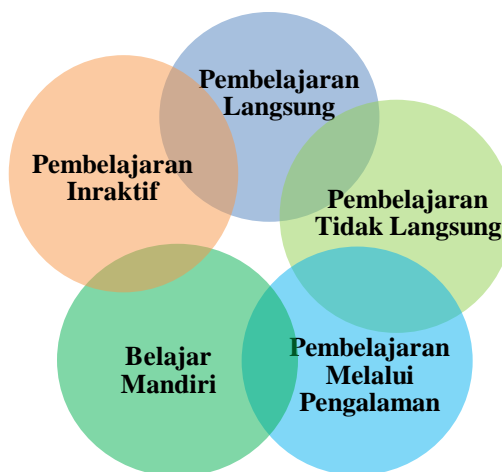 Pembelajaran
Langsung
Pembelajaran
Tidak Langsung
Pembelajaran
Melalui
Pengalaman
Belajar
Mandiri
Pembelajaran
Inraktif